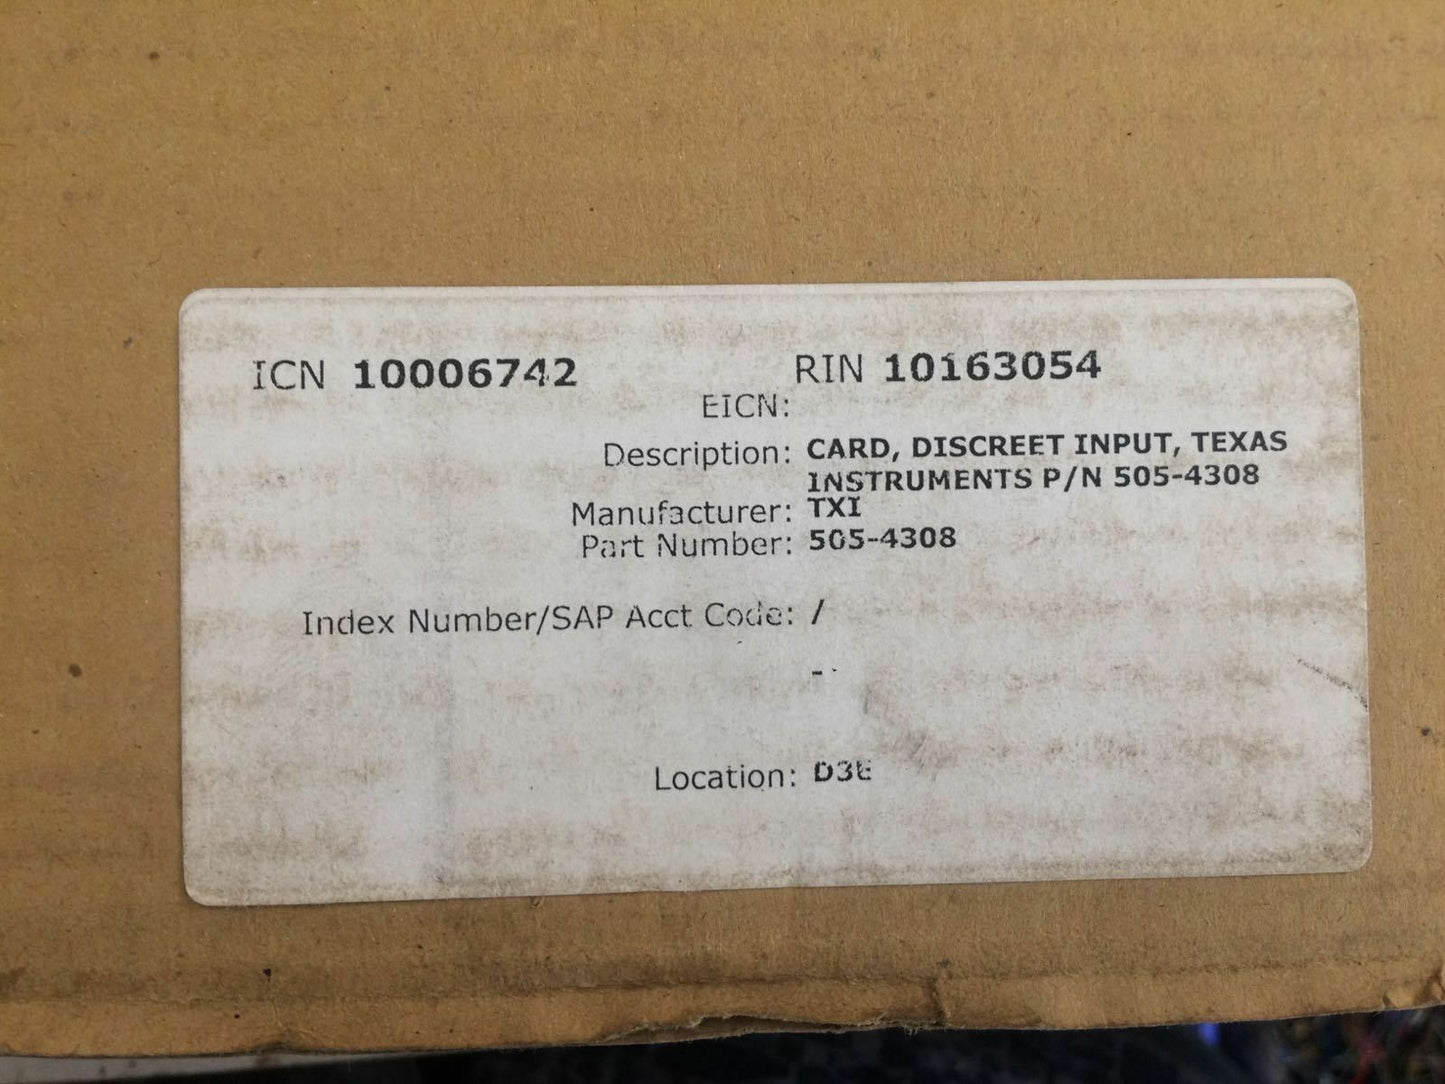 ICN 10006742 RIN 10163054
EICN:
Description: CARD, DISCREET INPUT, TEXAS
INSTRUMENTS P/N 505-4308
Manufacturer: TXI
Part Number: 505-4308
Index Number/SAP Acct Code: /
-
Location: D3E